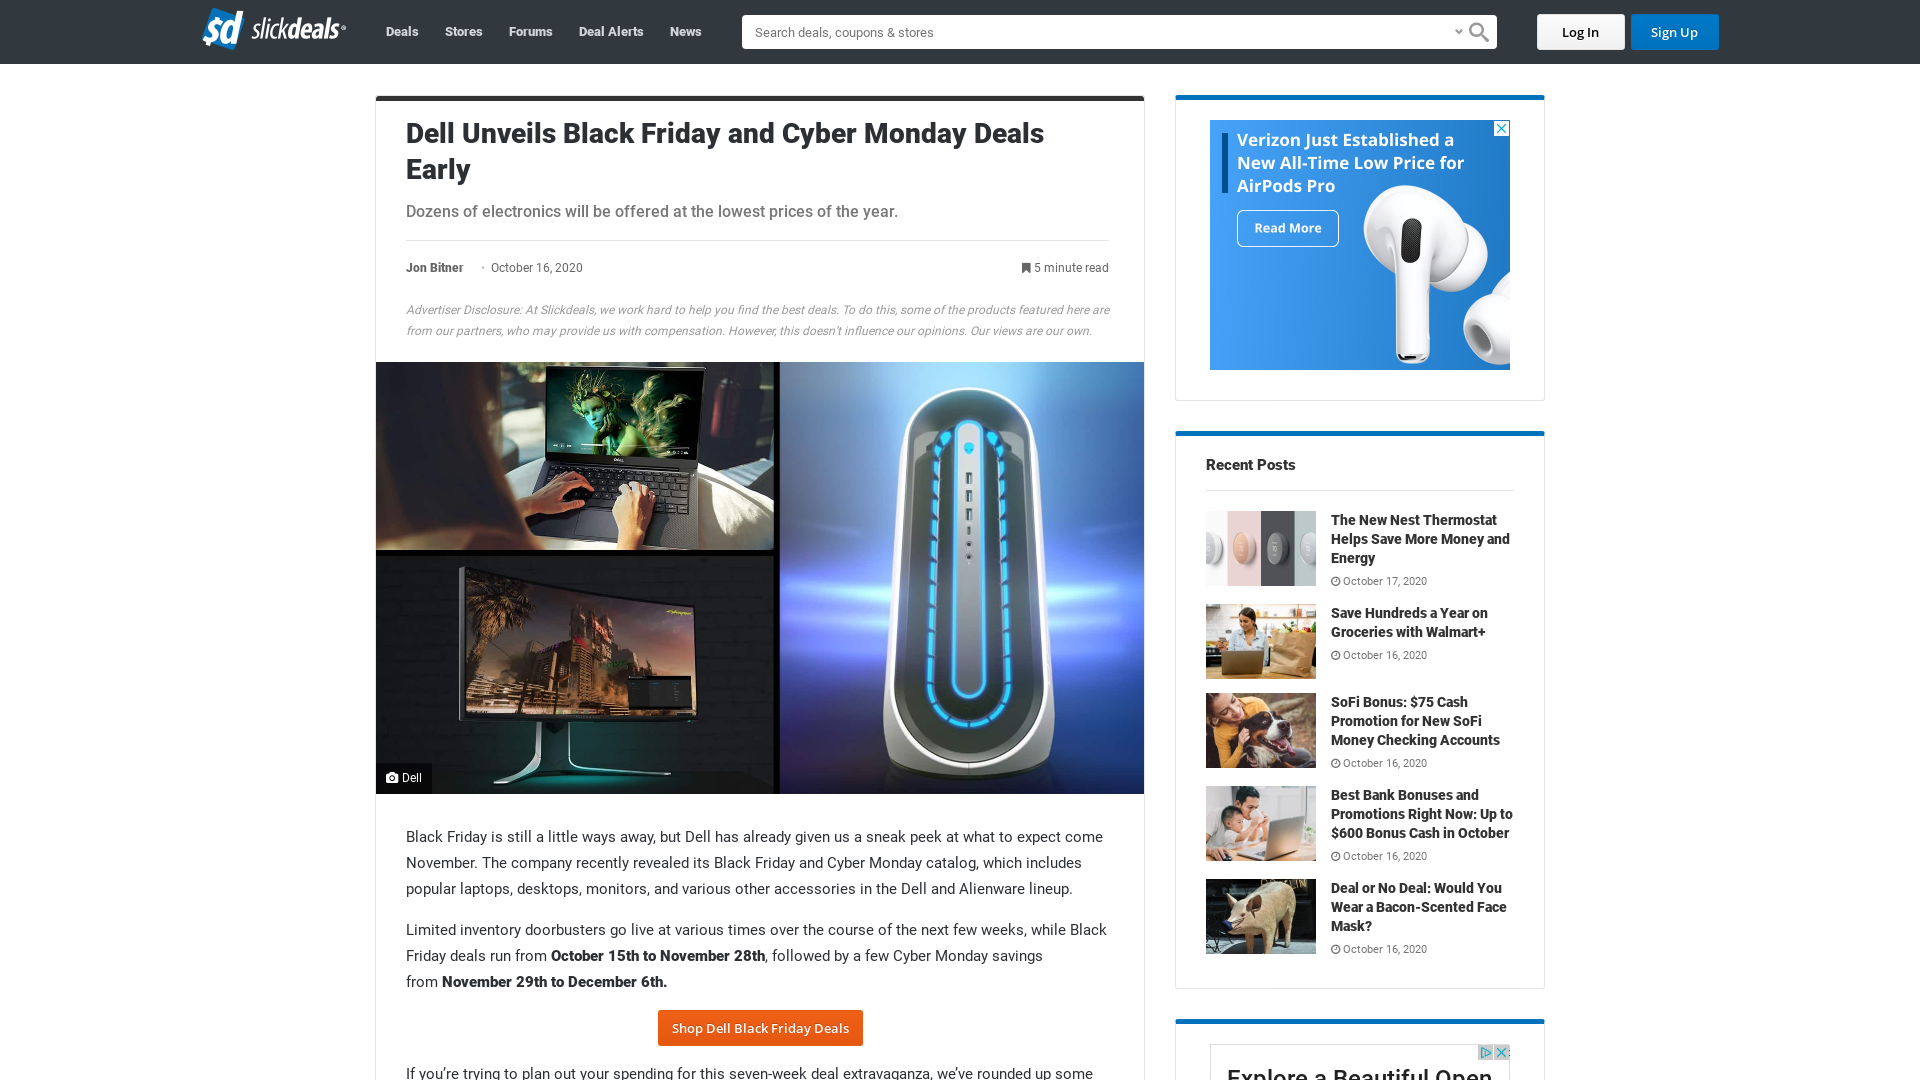 slickdeals
Deals
Stores
Forums
Deal Alerts
News
Search deals, coupons & studies
Log In
Sign Up
Dell Unveils Black Friday and Cyber Monday Deals
Early
Dozens of electronics will be offered at the lowest prices of the year.
Jon Bitner • October 16, 2020
5 minute read
Advertiser Disclosure: At Slickdeals, we work hard to help you find the best deals. To do this, some of the products featured here are
from our partners, who may provide us with compensation. However, this doesn't influence our opinions. Our views are our own.
Dell
Black Friday is still a little ways away, but Dell has already given us a sneak peek at what to expect come
November. The company recently revealed its Black Friday and Cyber Monday catalog, which includes
popular laptops, desktops, monitors, and various other accessories in the Dell and Alienware lineup.
Limited inventory doorbusters go live at various times over the course of the next few weeks, while Black
Friday deals run from October 15th to November 28th, followed by a few Cyber Monday savings
from November 29th to December 6th.
Shop Dell Black Friday Deals
If you're trying to plan out your spending for this seven-week deal extravaganza, we've rounded up some
Verizon Just Established a
New All-Time Low Price for
AirPods Pro
Read More
Recent Posts
The New Nest Thermostat
Helps Save More Money and
Energy
October 17, 2020
Save Hundreds a Year on
Groceries with Walmart+
October 16, 2020
SoFi Bonus: $75 Cash
Promotion for New SoFi
Money Checking Accounts
October 16, 2020
Best Bank Bonuses and
Promotions Right Now: Up to
$600 Bonus Cash in October
October 16, 2020
Deal or No Deal: Would You
Wear a Bacon-Scented Face
Mask?
October 16, 2020
Explore a Beautiful Open